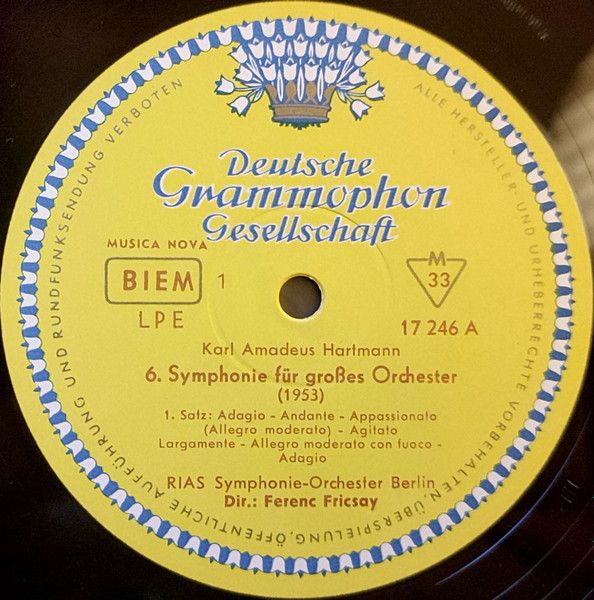 Deutsche
Grammophon
Gesellschaft
MUSICA NOVA
BIEM 1
LPE
M
33
17 246 A
Karl Amadeus Hartmann
6. Symphonie für großes Orchester
(1953)
1. Satz: Adagio - Andante - Appassionato
(Allegro moderato) - Agitato
Largamente - Allegro moderato con fuoco -
Adagio
RIAS Symphonie-Orchester Berlin
Dir.: Ferenc Fricsay
ALLE HERSTELLER- UND URHEBERRECHTE VORBEHALTEN, ÜBERSPIELUNG, ÖFFENTLICHE AUFFÜHRUNG UND RUNDFUNKSENDUNG VERBOTEN